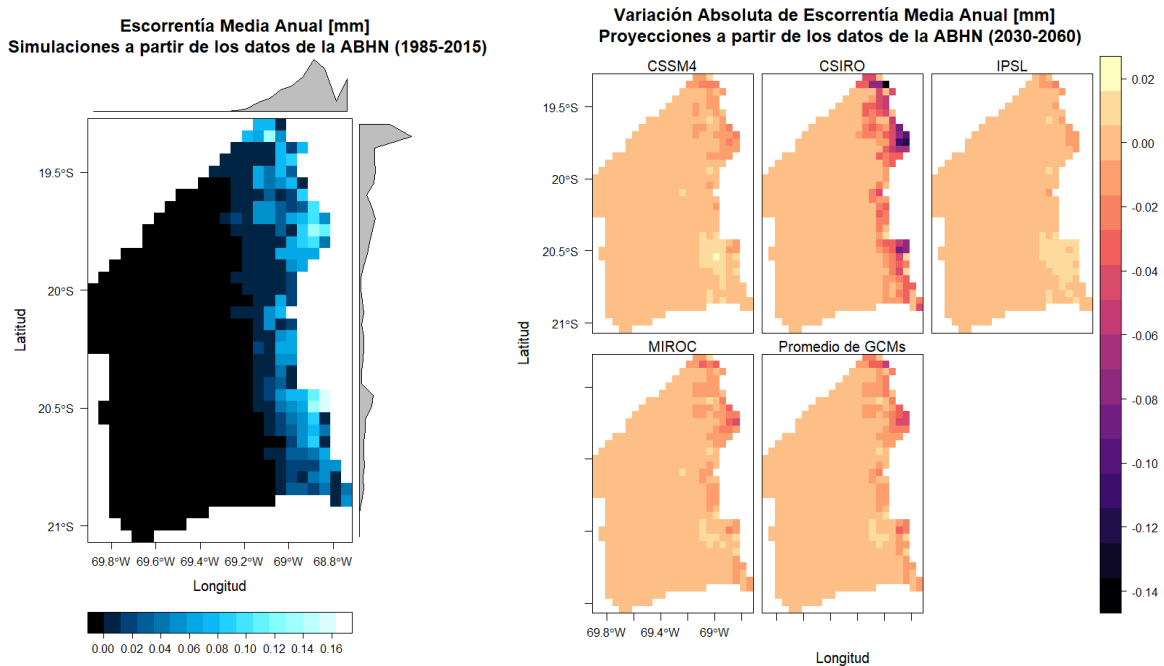 Escorrentía Media Anual [mm]
Simulaciones a partir de los datos de la ABHN (1985-2015)
19.5°S
20°S
20.5°S
21°S
Latitud
69.8°W 69.6°W 69.4°W 69.2°W 69°W 68.8°W
Longitud
0.00 0.02 0.04 0.06 0.08 0.10 0.12 0.14 0.16
Variación Absoluta de Escorrentía Media Anual [mm]
Proyecciones a partir de los datos de la ABHN (2030-2060)
CSSM4 CSIRO IPSL
19.5°S
20°S
20.5°S
21°S
Latitud
MIROC Promedio de GCMs
69.8°W 69.4°W 69°W
Longitud
0.02
0.00
-0.02
-0.04
-0.06
-0.08
-0.10
-0.12
-0.14